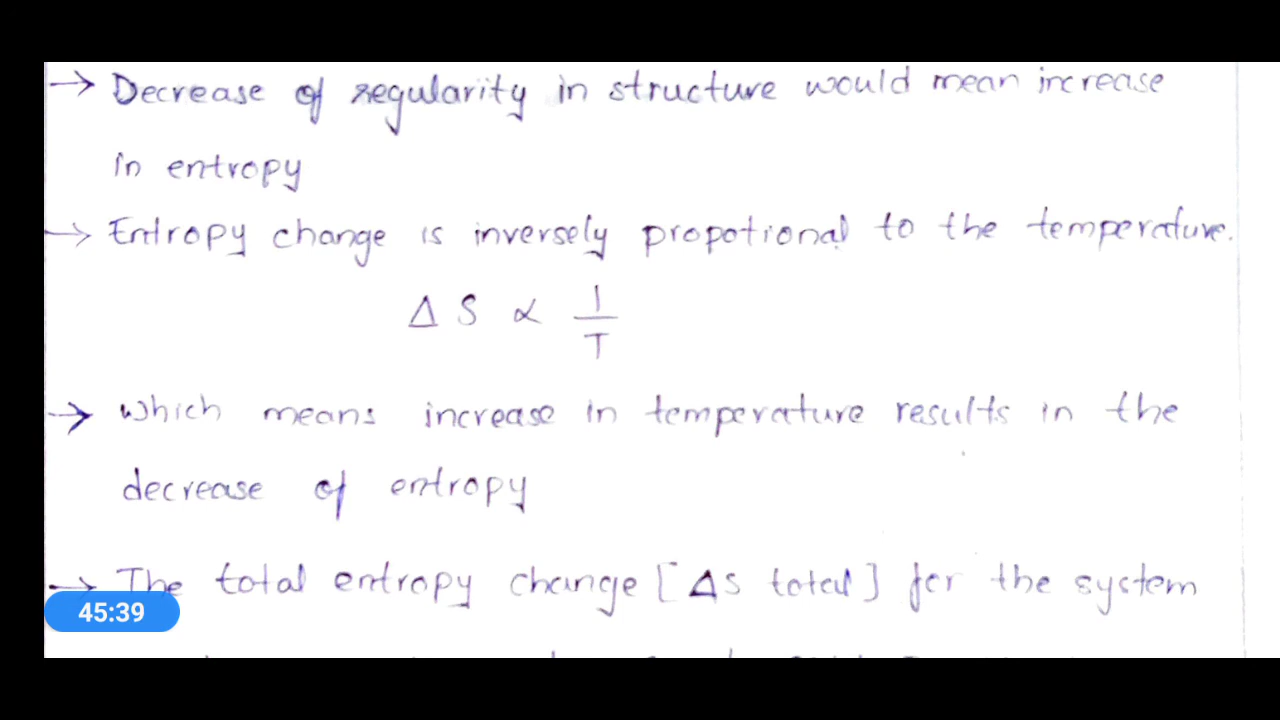 → Decrease of regularity in structure would mean increase
in entropy
→ Entropy change is inversely propotional to the temperature.
Δ S ∝ 1/T
→ which means increase in temperature results in the
decrease of entropy
→ The total entropy change [Δs total] for the system
45:39